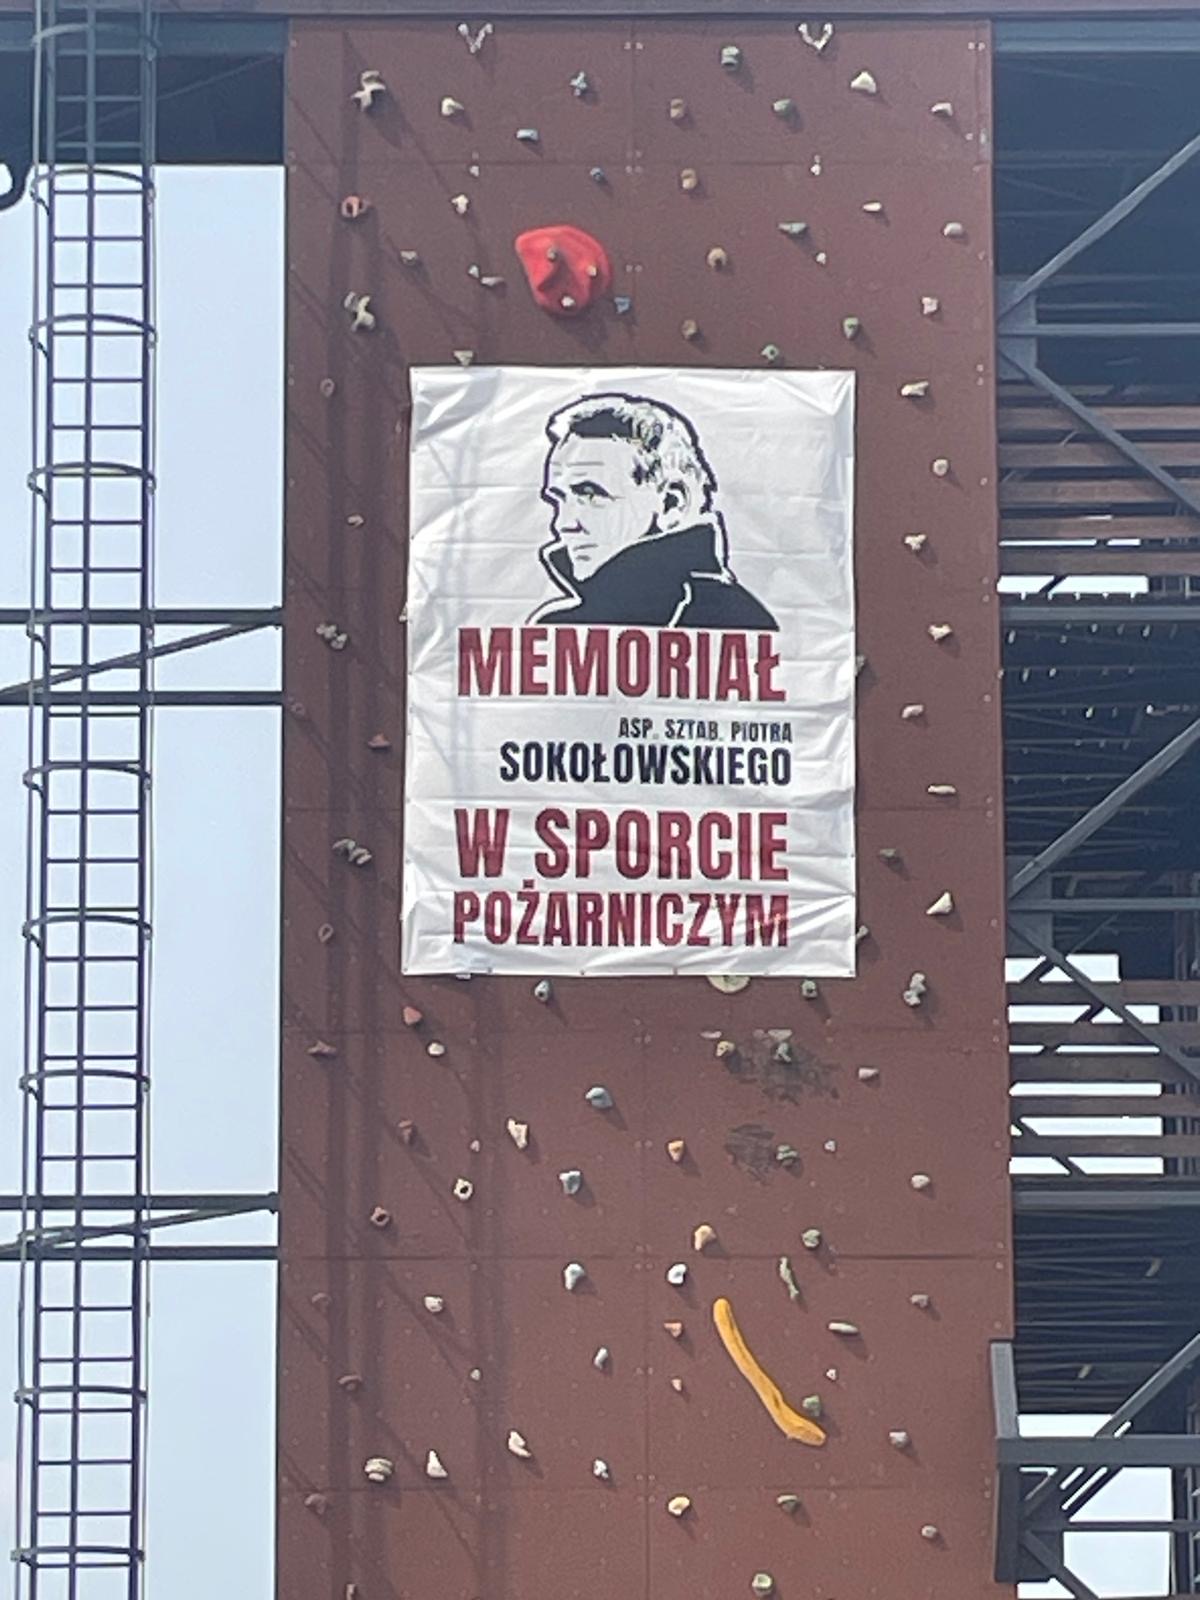 MEMORIAŁ
ASP. SZTAB. PIOTRA
SOKOŁOWSKIEGO
W SPORCIE
POŻARNICZYM